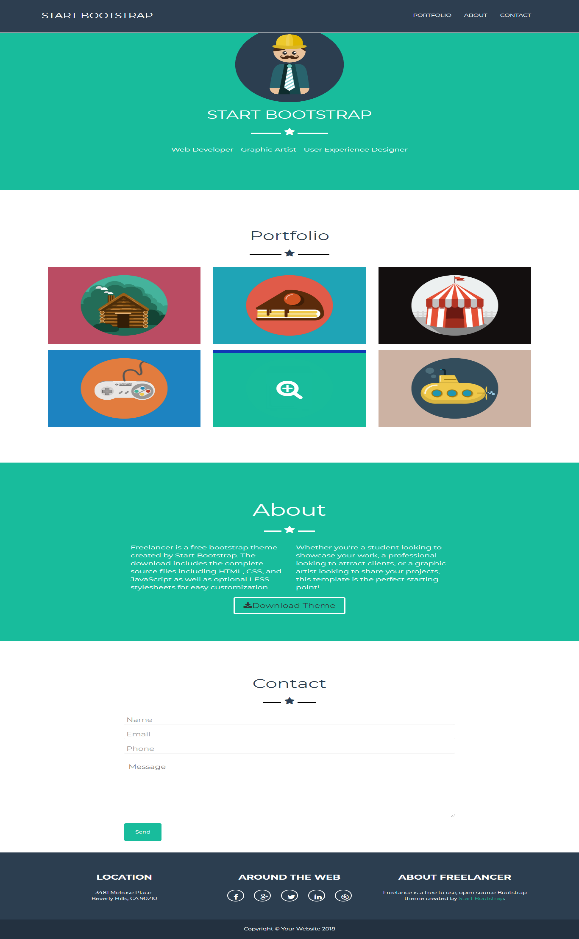 START BOOTSTRAP
PORTFOLIO ABOUT CONTACT
START BOOTSTRAP
Web Developer - Graphic Artist - User Experience Designer
Portfolio
About
Freelancer is a free bootstrap theme
created by Start Bootstrap. The
download includes the complete
source files including HTML, CSS, and
JavaScript as well as optional LESS
stylesheets for easy customization.
Whether you're a student looking to
showcase your work, a professional
looking to attract clients, or a graphic
artist looking to share your projects,
this template is the perfect starting
point!
Download Theme
Contact
Name
Email
Phone
Message
Send
LOCATION
3481 Melrose Place
Beverly Hills, CA 90210
AROUND THE WEB
ABOUT FREELANCER
Freelance is a free to use, open source Bootstrap
theme created by Start Bootstrap.
Copyright © Your Website 2018